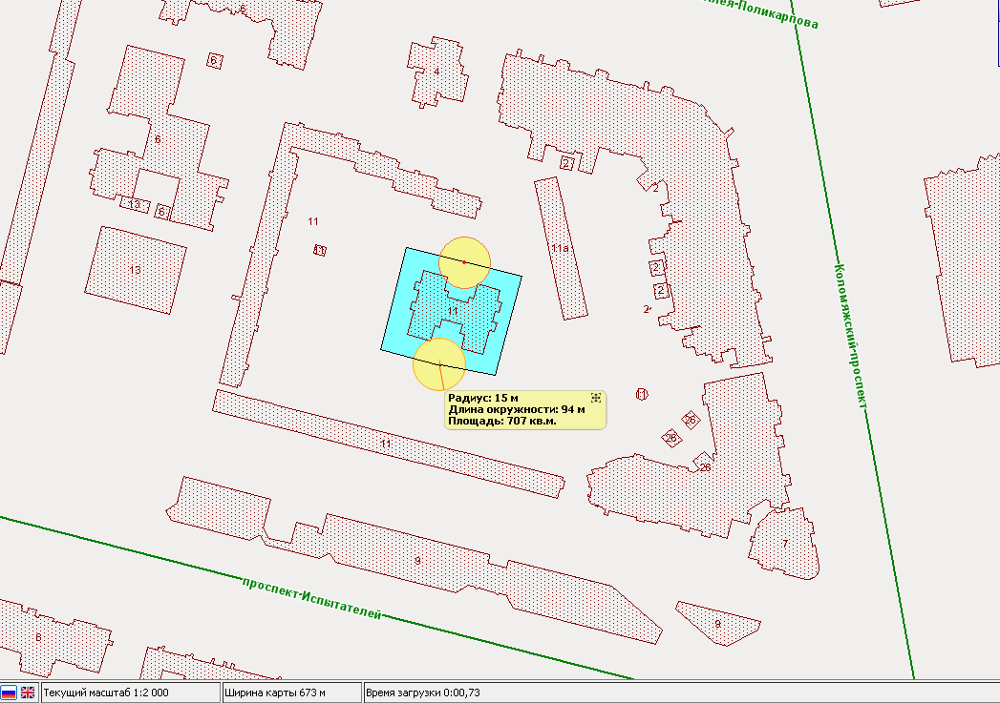 6
ллея-Поликарпова
6
4
6
2
2
13
6
11
11
11а
2
13
2
11
2
Коломяжский-проспект
11
26
26
11
26
Радиус: 15 м
Длина окружности: 94 м
Площадь: 707 кв.м.
7
9
проспект-Испытателей
9
8
Текущий масштаб 1:2 000
Ширина карты 673 м
Время загрузки 0:00,73